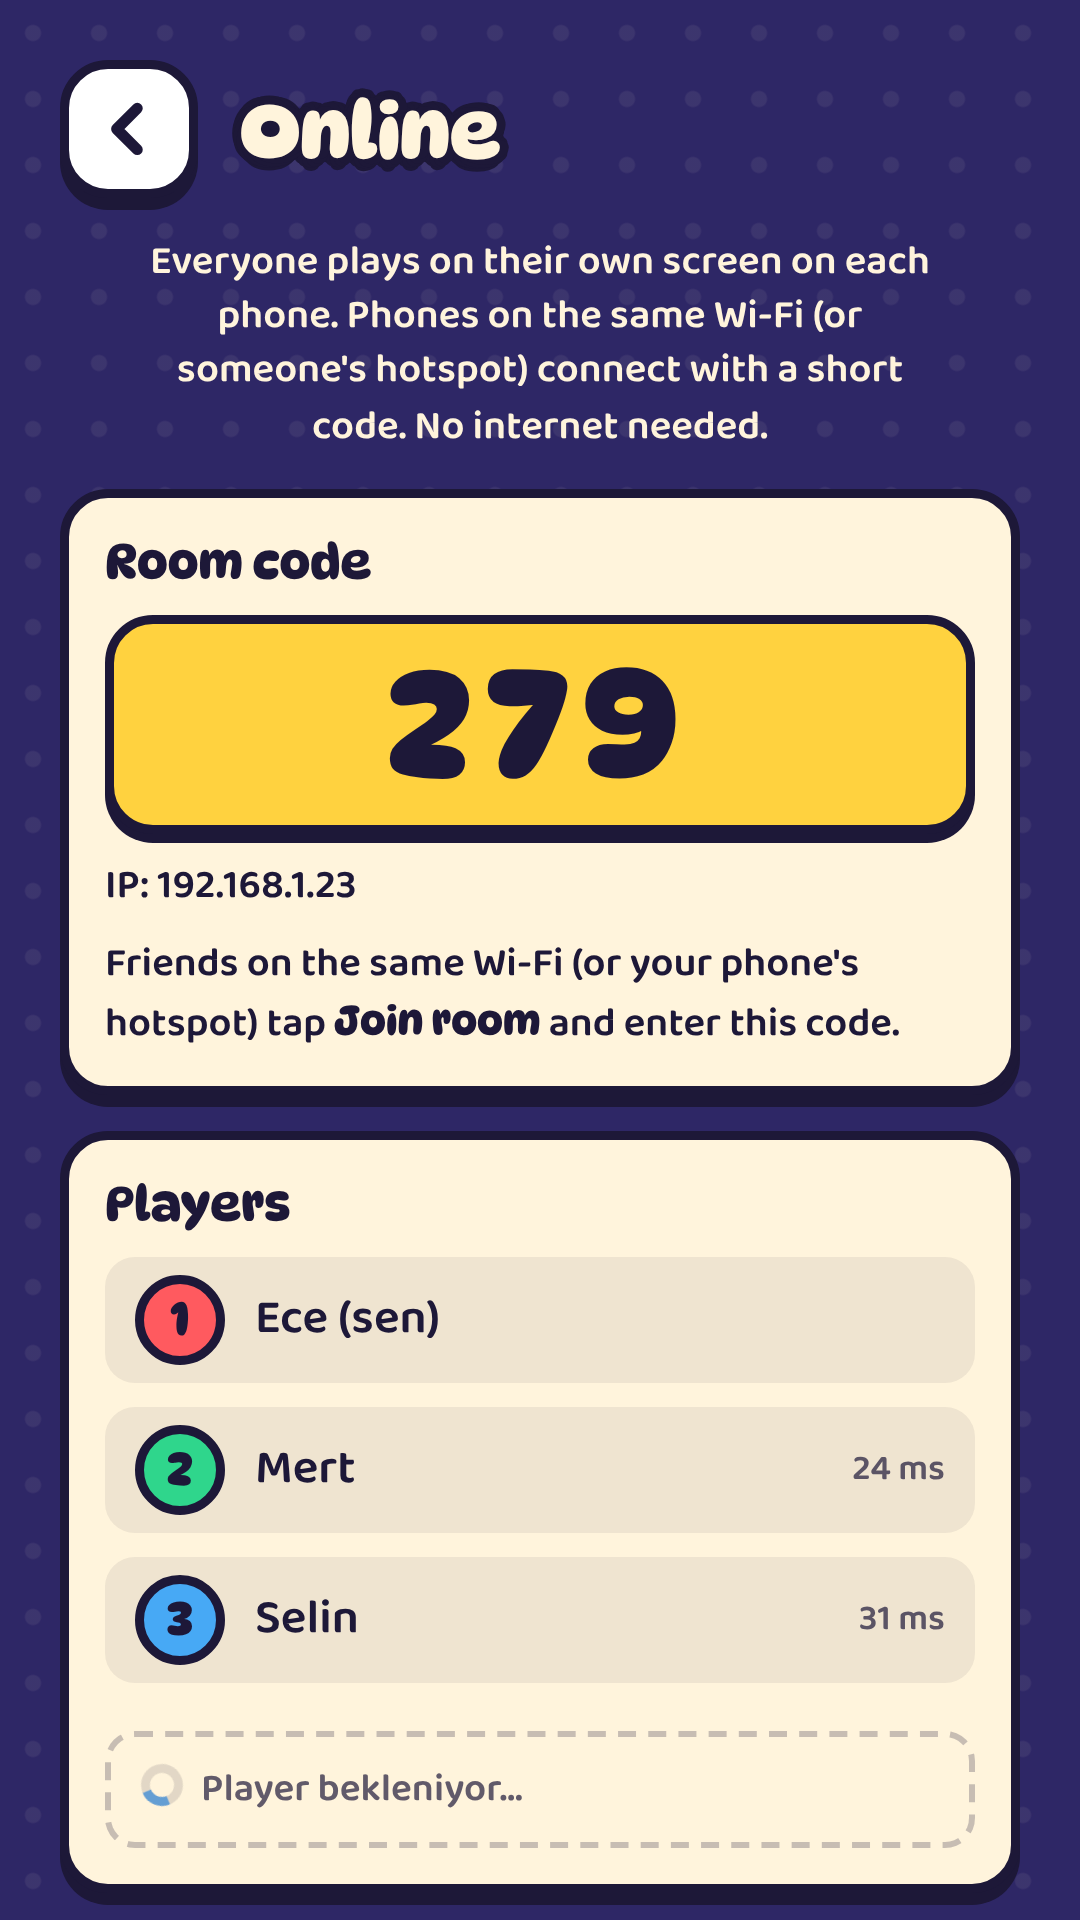 Online
Everyone plays on their own screen on each
phone. Phones on the same Wi-Fi (or
someone's hotspot) connect with a short
code. No internet needed.
Room code
279
IP: 192.168.1.23
Friends on the same Wi-Fi (or your phone's
hotspot) tap Join room and enter this code.
Players
1 Ece (sen)
2 Mert 24 ms
3 Selin 31 ms
Player bekleniyor...